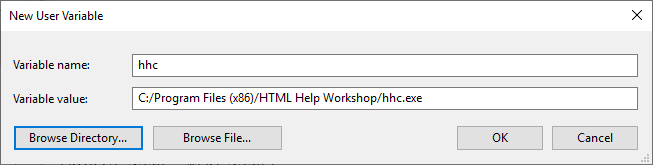 New User Variable
Variable name: hhc
Variable value: C:/Program Files (x86)/HTML Help Workshop/hhc.exe
Browse Directory... Browse File... OK Cancel